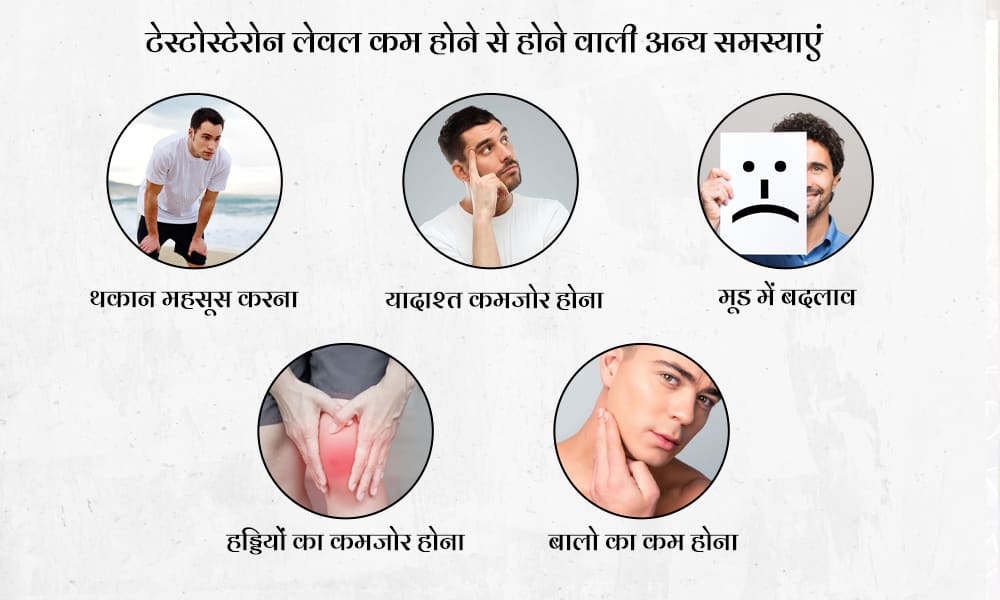 टेस्टोस्टेरोन लेवल कम होने से होने वाली अन्य समस्याएं
थकान महसूस करना
यादाश्त कमजोर होना
मूड में बदलाव
हड्डियों का कमजोर होना
बालो का कम होना